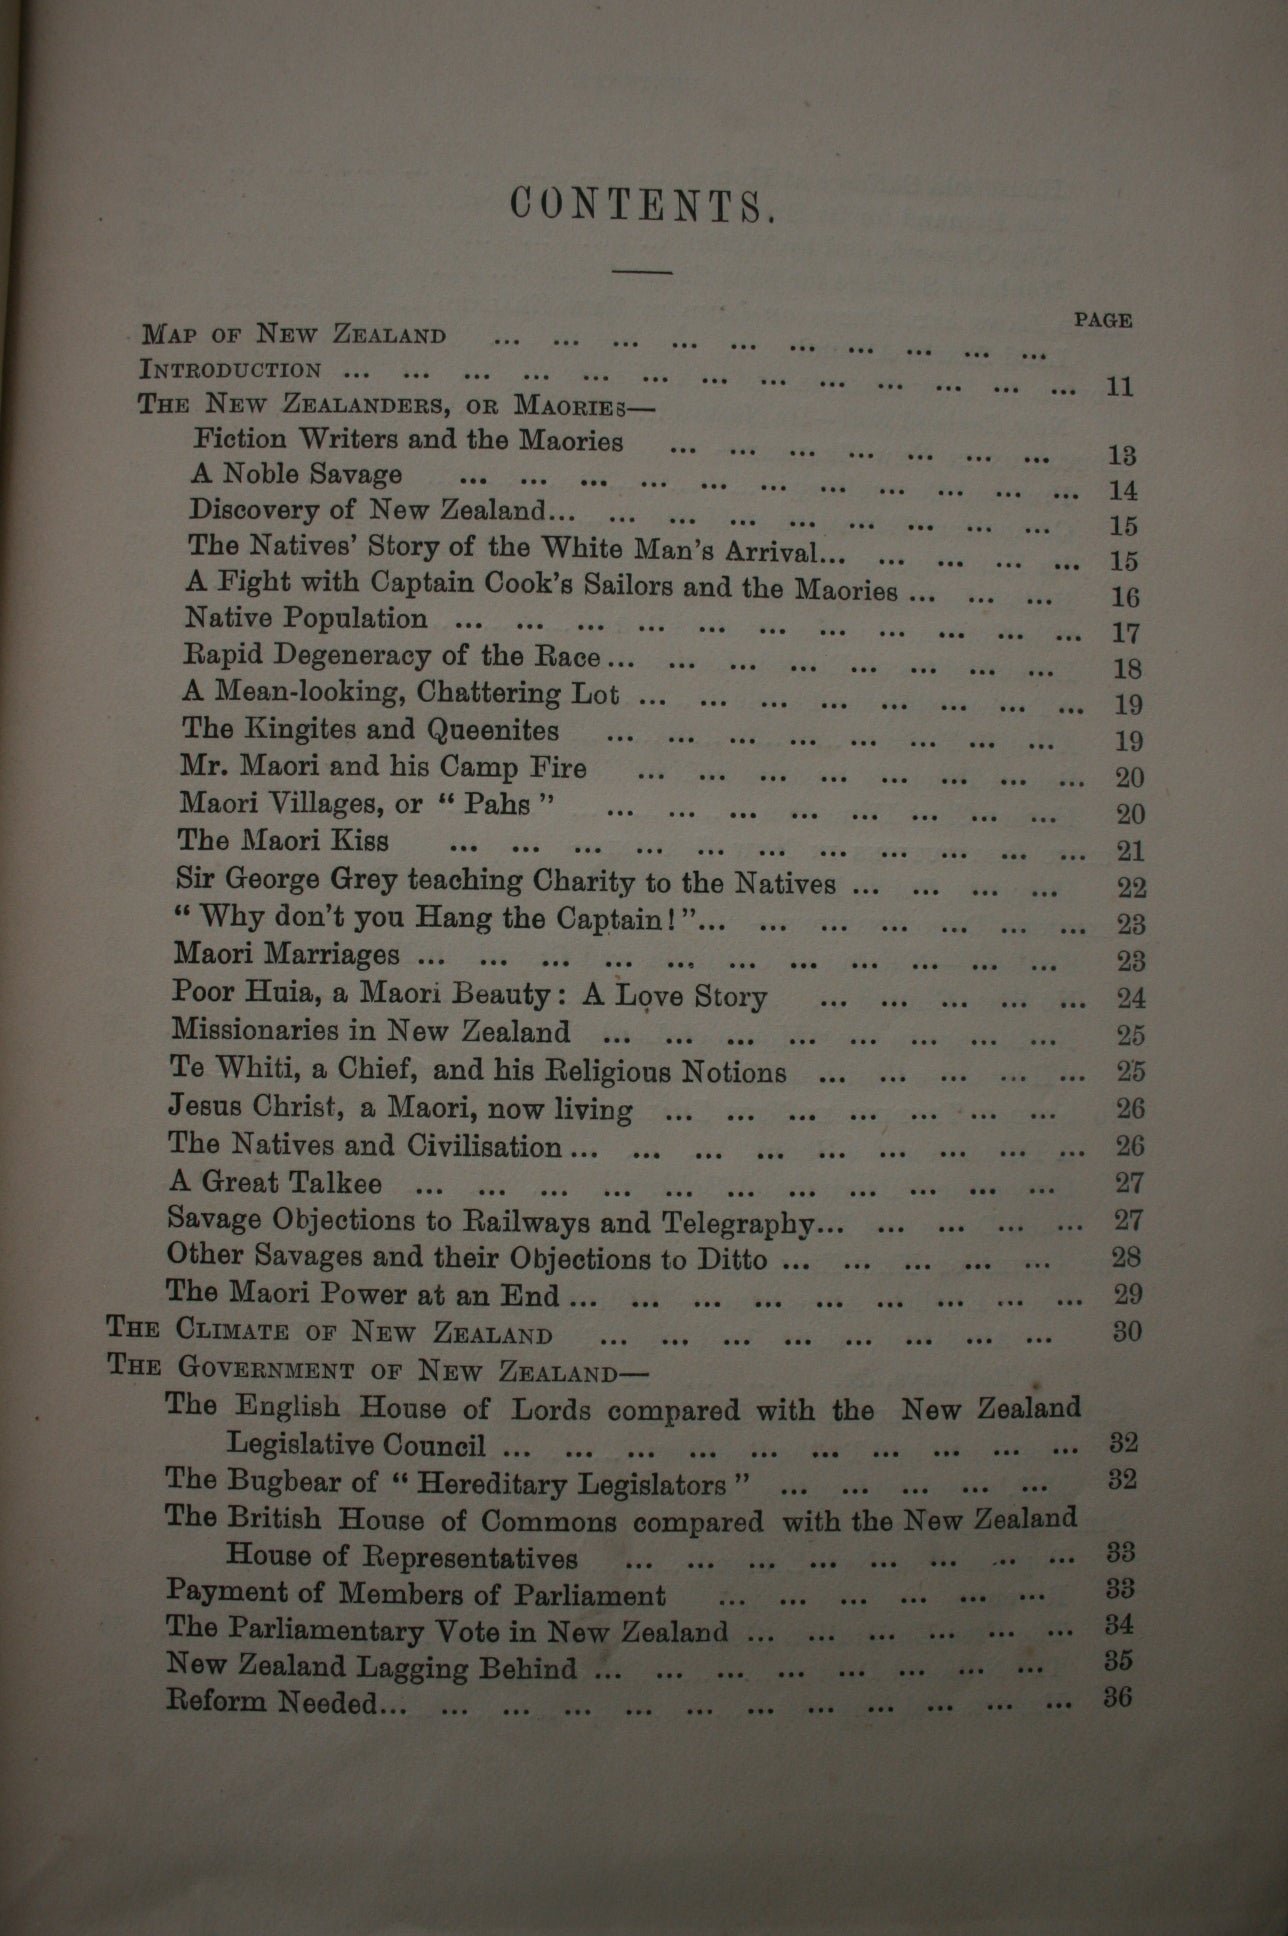 CONTENTS.
PAGE
MAP OF NEW ZEALAND ... ... ... ... ... ... ... ... ... ...
INTRODUCTION ... ... ... ... ... ... ... ... ... ... ... ... ... 11
THE NEW ZEALANDERS, OR MAORIES—
Fiction Writers and the Maories ... ... ... ... ... ... ... 13
A Noble Savage ... ... ... ... ... ... ... ... ... ... ... 14
Discovery of New Zealand... ... ... ... ... ... ... ... ... 15
The Natives' Story of the White Man's Arrival... ... ... ... ... 15
A Fight with Captain Cook's Sailors and the Maories ... ... ... 16
Native Population ... ... ... ... ... ... ... ... ... ... ... 17
Rapid Degeneracy of the Race... ... ... ... ... ... ... ... 18
A Mean-looking, Chattering Lot ... ... ... ... ... ... ... ... 19
The Kingites and Queenites ... ... ... ... ... ... ... ... 19
Mr. Maori and his Camp Fire ... ... ... ... ... ... ... ... 20
Maori Villages, or “ Pahs ” ... ... ... ... ... ... ... ... 20
The Maori Kiss ... ... ... ... ... ... ... ... ... ... ... 21
Sir George Grey teaching Charity to the Natives ... ... ... ... 22
“ Why don't you Hang the Captain! ”... ... ... ... ... ... ... 23
Maori Marriages ... ... ... ... ... ... ... ... ... ... ... 23
Poor Huia, a Maori Beauty : A Love Story ... ... ... ... ... 24
Missionaries in New Zealand ... ... ... ... ... ... ... ... 25
Te Whiti, a Chief, and his Religious Notions ... ... ... ... ... 25
Jesus Christ, a Maori, now living ... ... ... ... ... ... ... 26
The Natives and Civilisation ... ... ... ... ... ... ... ... ... 26
A Great Talkee ... ... ... ... ... ... ... ... ... ... ... 27
Savage Objections to Railways and Telegraphy... ... ... ... ... 27
Other Savages and their Objections to Ditto ... ... ... ... ... 28
The Maori Power at an End ... ... ... ... ... ... ... ... ... 29
THE CLIMATE OF NEW ZEALAND ... ... ... ... ... ... ... ... 30
THE GOVERNMENT OF NEW ZEALAND—
The English House of Lords compared with the New Zealand
Legislative Council ... ... ... ... ... ... ... ... ... ... 32
The Bugbear of “ Hereditary Legislators ” ... ... ... ... ... 32
The British House of Commons compared with the New Zealand
House of Representatives ... ... ... ... ... ... ... ... 33
Payment of Members of Parliament ... ... ... ... ... ... 33
The Parliamentary Vote in New Zealand ... ... ... ... ... ... 34
New Zealand Lagging Behind ... ... ... ... ... ... ... ... 35
Reform Needed... ... ... ... ... ... ... ... ... ... ... ... 36